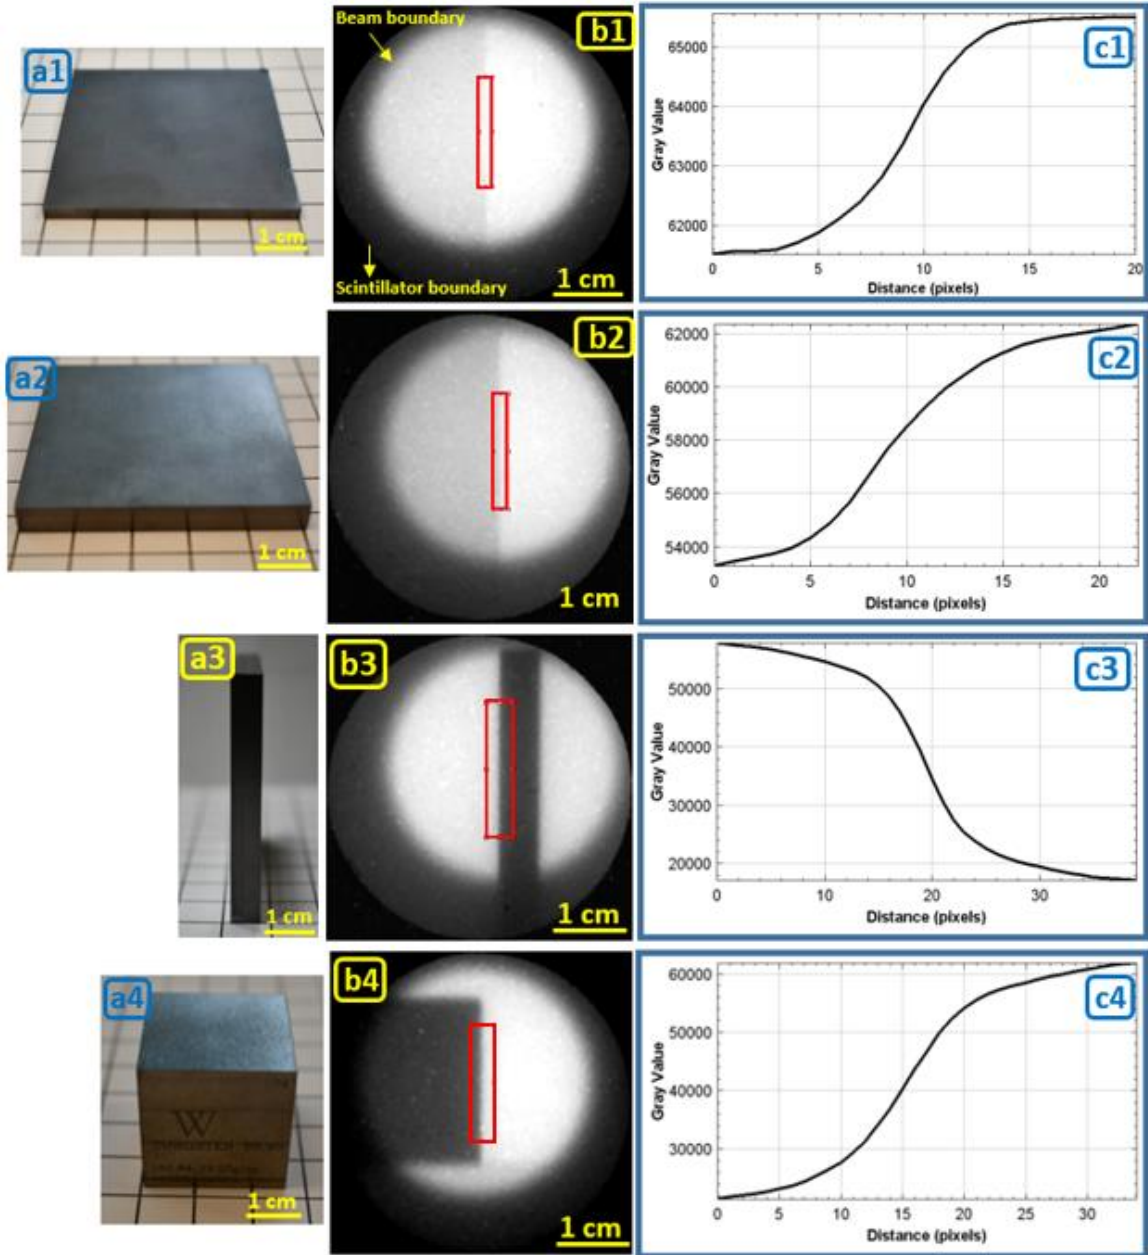 a1
1 cm
Beam boundary
b1
Scintillator boundary
1 cm
c1
Gray Value
65000
64000
63000
62000
0 5 10 15 20
Distance (pixels)
a2
1 cm
b2
1 cm
c2
Gray Value
62000
60000
58000
56000
54000
0 5 10 15 20
Distance (pixels)
a3
1 cm
b3
1 cm
c3
Gray Value
50000
40000
30000
20000
0 10 20 30
Distance (pixels)
a4
W
1 cm
b4
1 cm
c4
Gray Value
60000
50000
40000
30000
0 5 10 15 20 25 30
Distance (pixels)